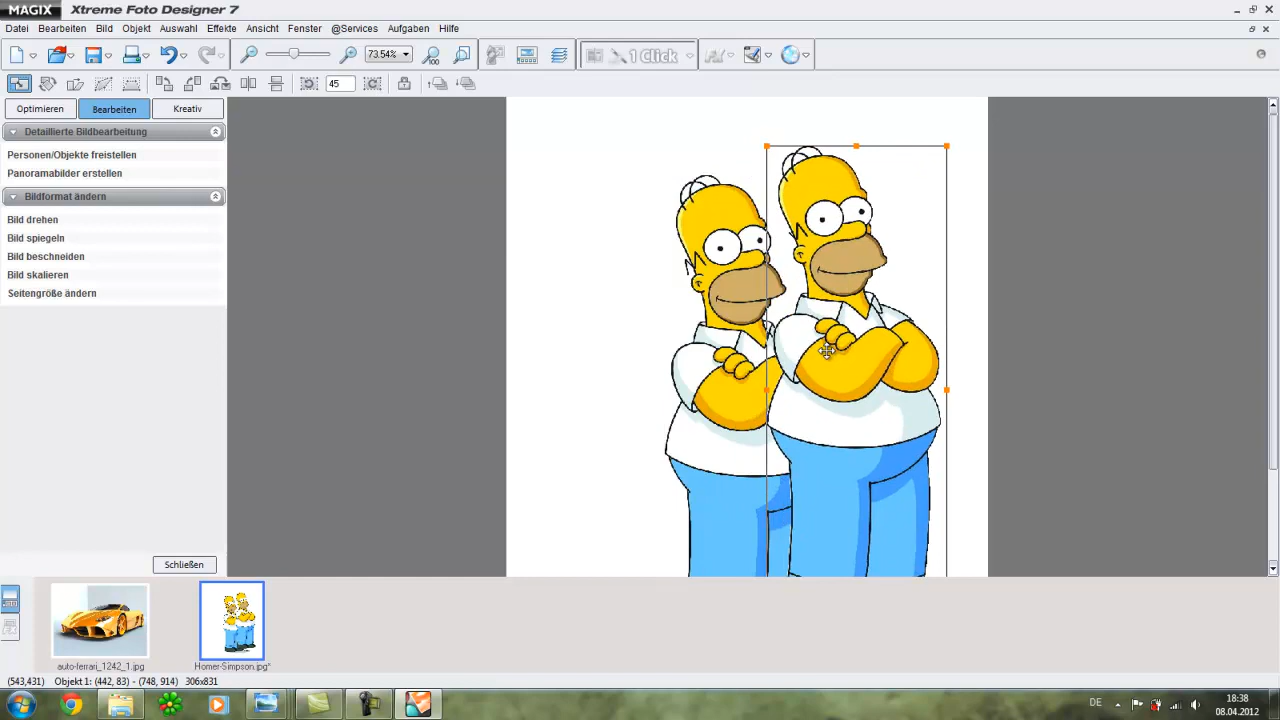 MAGIX Xtreme Foto Designer 7
Datei Bearbeiten Bild Objekt Auswahl Effekte Ansicht Fenster @Services Aufgaben Hilfe
73.54% 1 Click
45
Optimieren Bearbeiten Kreativ
Detaillierte Bildbearbeitung
Personen/Objekte freistellen
Panoramabilder erstellen
Bildformat ändern
Bild drehen
Bild spiegeln
Bild beschneiden
Bild skalieren
Seitengröße ändern
Schließen
auto-ferrari_1242_1.jpg Homer-Simpson.jpg*
(543,431) Objekt 1: (442, 83) - (748, 914) 306x831
DE 18:38
08.04.2012